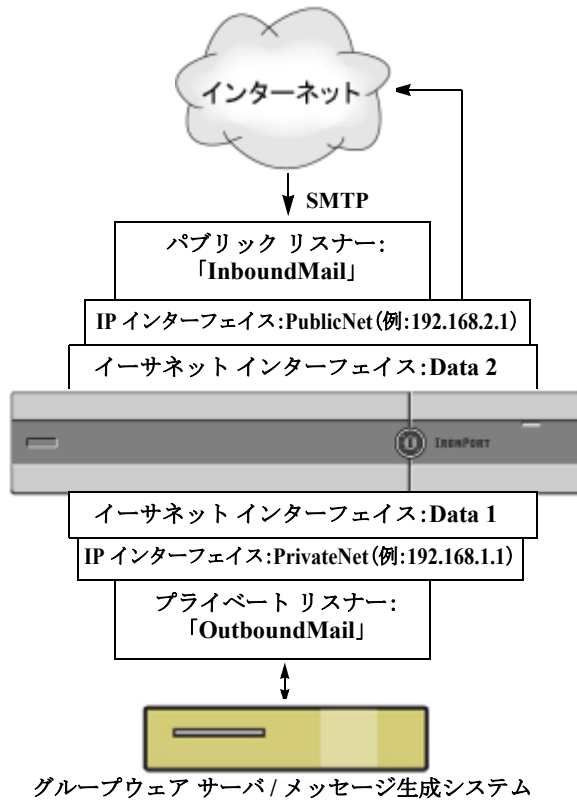 インターネット
SMTP
パブリック リスナー:
「InboundMail」
IP インターフェイス:PublicNet(例:192.168.2.1)
イーサネット インターフェイス:Data 2
IRONPORT
イーサネット インターフェイス:Data 1
IP インターフェイス:PrivateNet(例:192.168.1.1)
プライベート リスナー:
「OutboundMail」
グループウェア サーバ / メッセージ生成システム